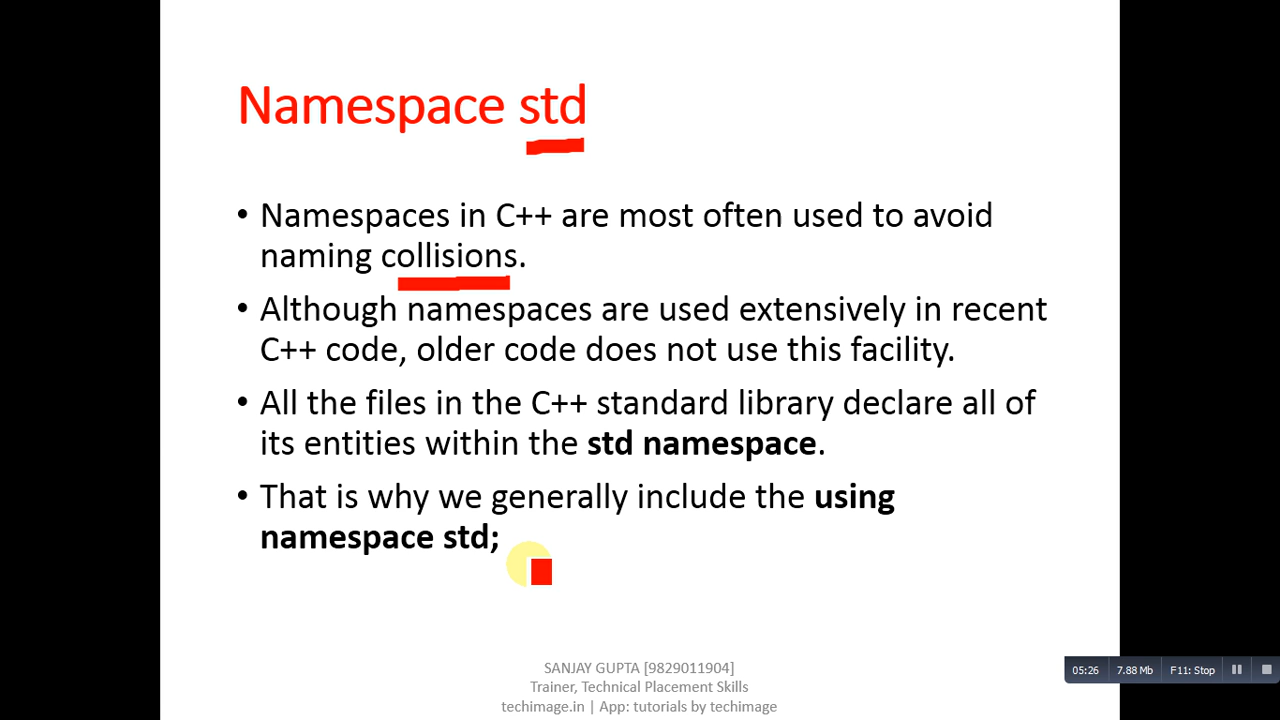 Namespace std
• Namespaces in C++ are most often used to avoid
naming collisions.
• Although namespaces are used extensively in recent
C++ code, older code does not use this facility.
• All the files in the C++ standard library declare all of
its entities within the std namespace.
• That is why we generally include the using
namespace std;
SANJAY GUPTA [9829011904]
Trainer, Technical Placement Skills
techimage.in | App: tutorials by techimage
05:26 7.88 Mb F11: Stop